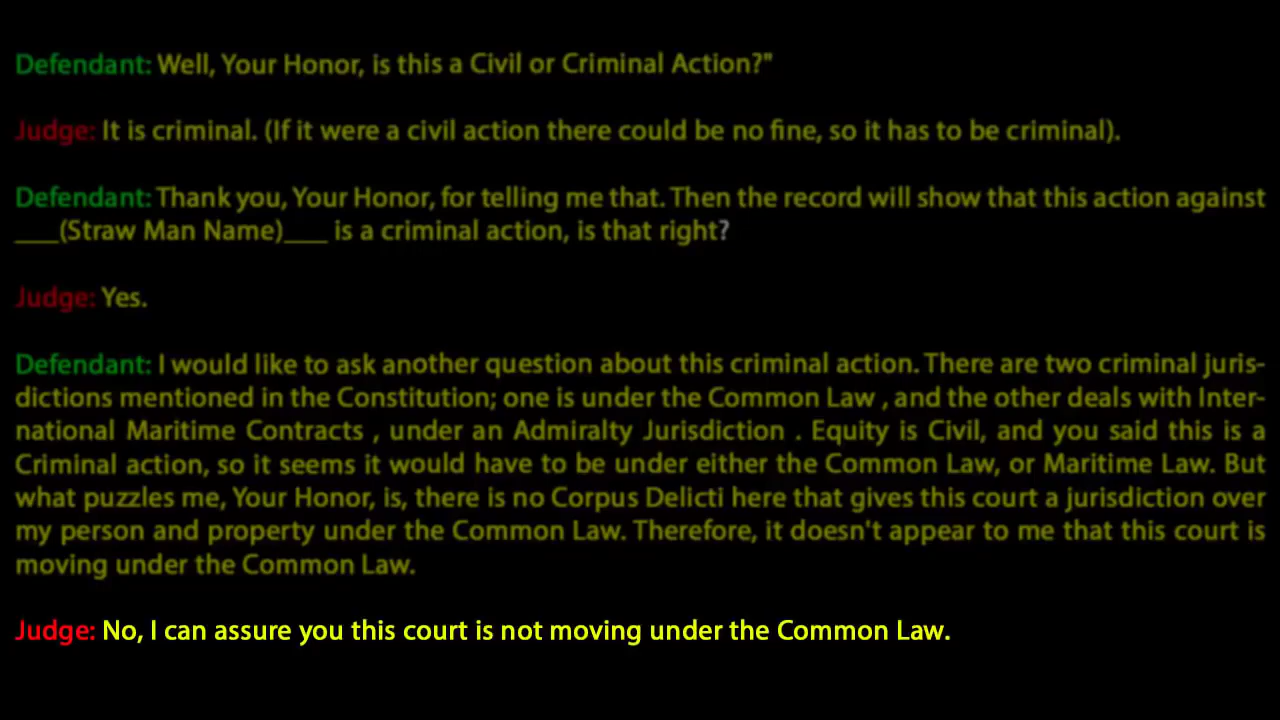 Defendant: Well, Your Honor, is this a Civil or Criminal Action?"
Judge: It is criminal. (If it were a civil action there could be no fine, so it has to be criminal).
Defendant: Thank you, Your Honor, for telling me that. Then the record will show that this action against
___(Straw Man Name)___ is a criminal action, is that right?
Judge: Yes.
Defendant: I would like to ask another question about this criminal action. There are two criminal juris-
dictions mentioned in the Constitution; one is under the Common Law , and the other deals with Inter-
national Maritime Contracts , under an Admiralty Jurisdiction . Equity is Civil, and you said this is a
Criminal action, so it seems it would have to be under either the Common Law, or Maritime Law. But
what puzzles me, Your Honor, is, there is no Corpus Delicti here that gives this court a jurisdiction over
my person and property under the Common Law. Therefore, it doesn't appear to me that this court is
moving under the Common Law.
Judge: No, I can assure you this court is not moving under the Common Law.